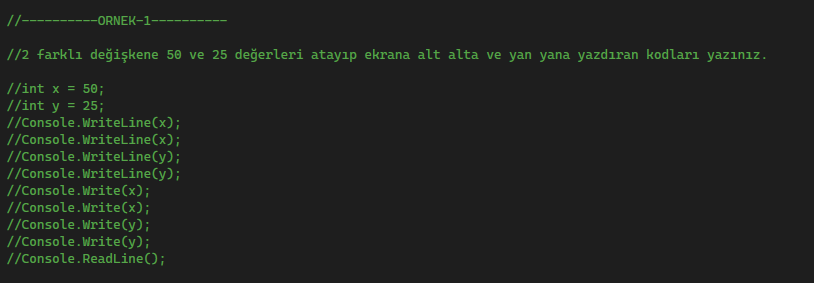 //----------ORNEK-1----------
//2 farklı değişkene 50 ve 25 değerleri atayıp ekrana alt alta ve yan yana yazdıran kodları yazınız.
//int x = 50;
//int y = 25;
//Console.WriteLine(x);
//Console.WriteLine(x);
//Console.WriteLine(y);
//Console.WriteLine(y);
//Console.Write(x);
//Console.Write(x);
//Console.Write(y);
//Console.Write(y);
//Console.ReadLine();